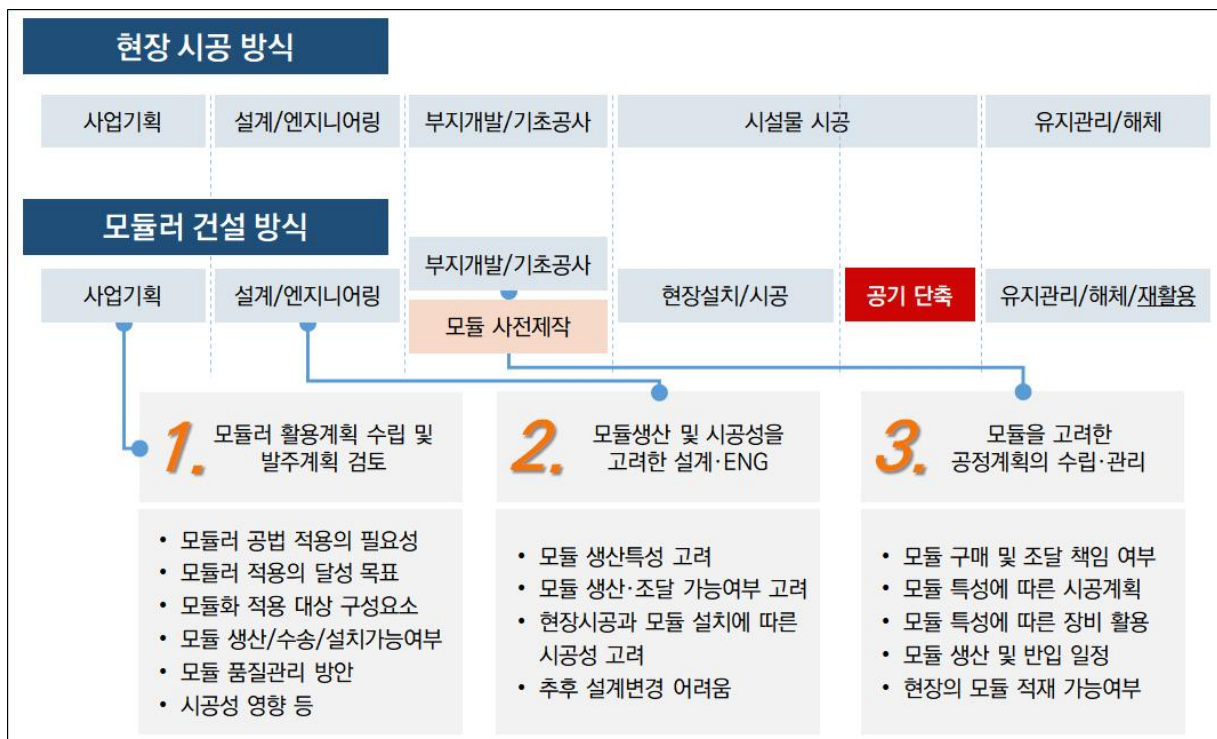 현장 시공 방식
사업기획
설계/엔지니어링
부지개발/기초공사
시설물 시공
유지관리/해체
모듈러 건설 방식
사업기획
설계/엔지니어링
부지개발/기초공사
모듈 사전제작
현장설치/시공
공기 단축
유지관리/해체/재활용
1.
모듈러 활용계획 수립 및
발주계획 검토
• 모듈러 공법 적용의 필요성
• 모듈러 적용의 달성 목표
• 모듈화 적용 대상 구성요소
• 모듈 생산/수송/설치가능여부
• 모듈 품질관리 방안
• 시공성 영향 등
2.
모듈생산 및 시공성을
고려한 설계·ENG
• 모듈 생산특성 고려
• 모듈 생산·조달 가능여부 고려
• 현장시공과 모듈 설치에 따른
시공성 고려
• 추후 설계변경 어려움
3.
모듈을 고려한
공정계획의 수립·관리
• 모듈 구매 및 조달 책임 여부
• 모듈 특성에 따른 시공계획
• 모듈 특성에 따른 장비 활용
• 모듈 생산 및 반입 일정
• 현장의 모듈 적재 가능여부